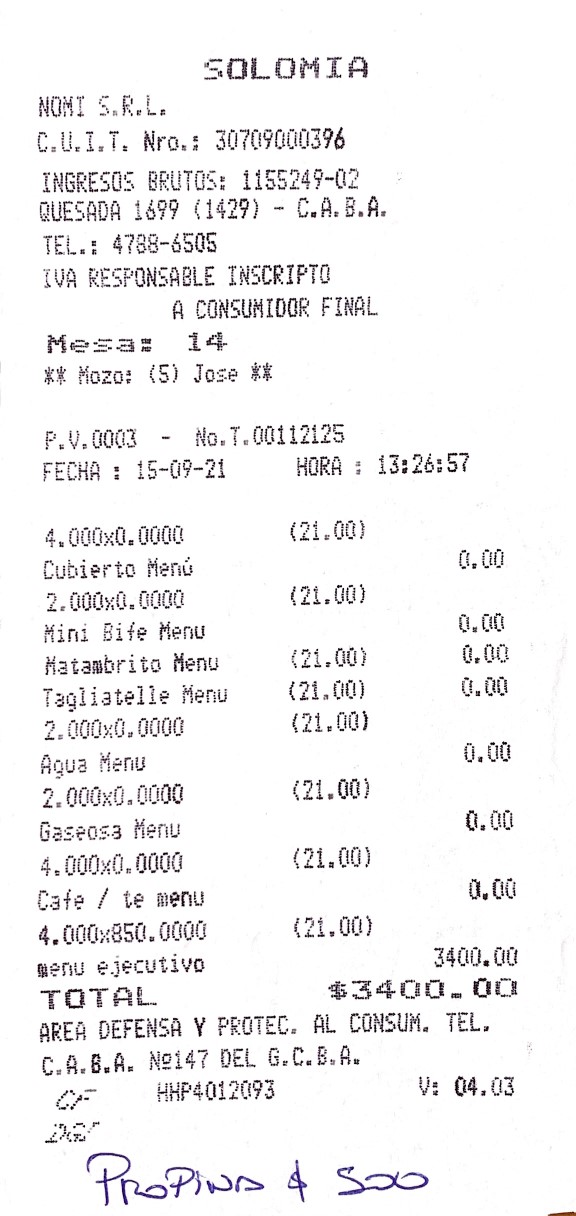 SOLOMIA
NOMI S.R.L.
C.U.I.T. Nro.: 30709000396
INGRESOS BRUTOS: 1155249-02
QUESADA 1699 (1429) - C.A.B.A.
TEL.: 4788-6505
IVA RESPONSABLE INSCRIPTO
A CONSUMIDOR FINAL
Mesa: 14
** Mozo: (5) Jose **
P.V.0003 - No.T.00112125
FECHA : 15-09-21 HORA : 13:26:57
4.000x0.0000 (21.00)
Cubierto Menú 0.00
2.000x0.0000 (21.00)
Mini Bife Menu 0.00
Matambrito Menu (21.00) 0.00
Tagliatelle Menu (21.00) 0.00
2.000x0.0000 (21.00)
Agua Menu 0.00
2.000x0.0000 (21.00)
Gaseosa Menu 0.00
4.000x0.0000 (21.00)
Cafe / te menu 0.00
4.000x850.0000 (21.00)
menu ejecutivo 3400.00
TOTAL $3400.00
AREA DEFENSA Y PROTEC. AL CONSUM. TEL.
C.A.B.A. Nº147 DEL G.C.B.A.
CF HHP4012093 V: 04.03
DGI
PROPINA $ 500